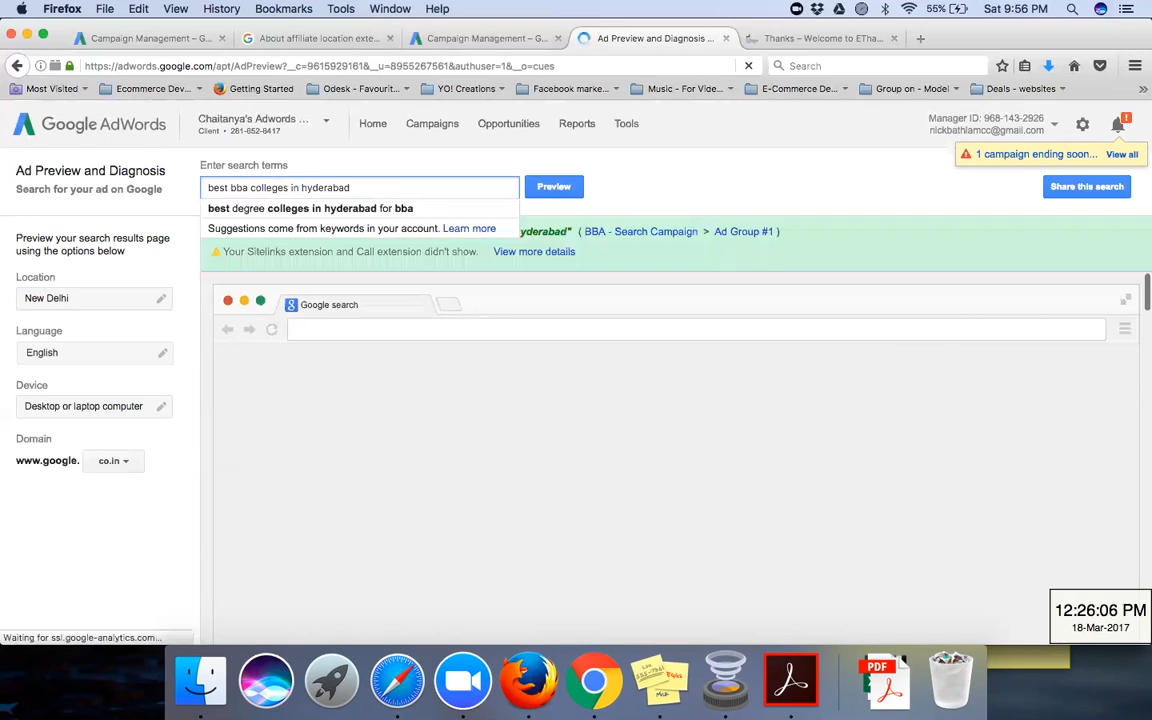 Firefox File Edit View History Bookmarks Tools Window Help 55% Sat 9:56 PM
Campaign Management – G... About affiliate location exte... Campaign Management – G... Ad Preview and Diagnosis ... Thanks – Welcome to ETha...
https://adwords.google.com/apt/AdPreview?__c=9615929161&__u=8955267561&authuser=1&__o=cues Search
Most Visited Ecommerce Dev... Getting Started Odesk - Favourit... YO! Creations Facebook marke... Music - For Vide... E-Commerce De... Group on - Model Deals - websites
Google AdWords
Chaitanya's Adwords ...
Client • 281-652-8417
Home Campaigns Opportunities Reports Tools
Manager ID: 968-143-2926
nickbathlamcc@gmail.com
!
1 campaign ending soon... View all
Ad Preview and Diagnosis
Search for your ad on Google
Enter search terms
best bba colleges in hyderabad Preview Share this search
best degree colleges in hyderabad for bba
Suggestions come from keywords in your account. Learn more
yderabad" ( BBA - Search Campaign > Ad Group #1 )
Your Sitelinks extension and Call extension didn't show. View more details
Preview your search results page
using the options below
Location
New Delhi
Language
English
Device
Desktop or laptop computer
Domain
www.google. co.in
Google search
12:26:06 PM
18-Mar-2017
Waiting for ssl.google-analytics.com...
PDF